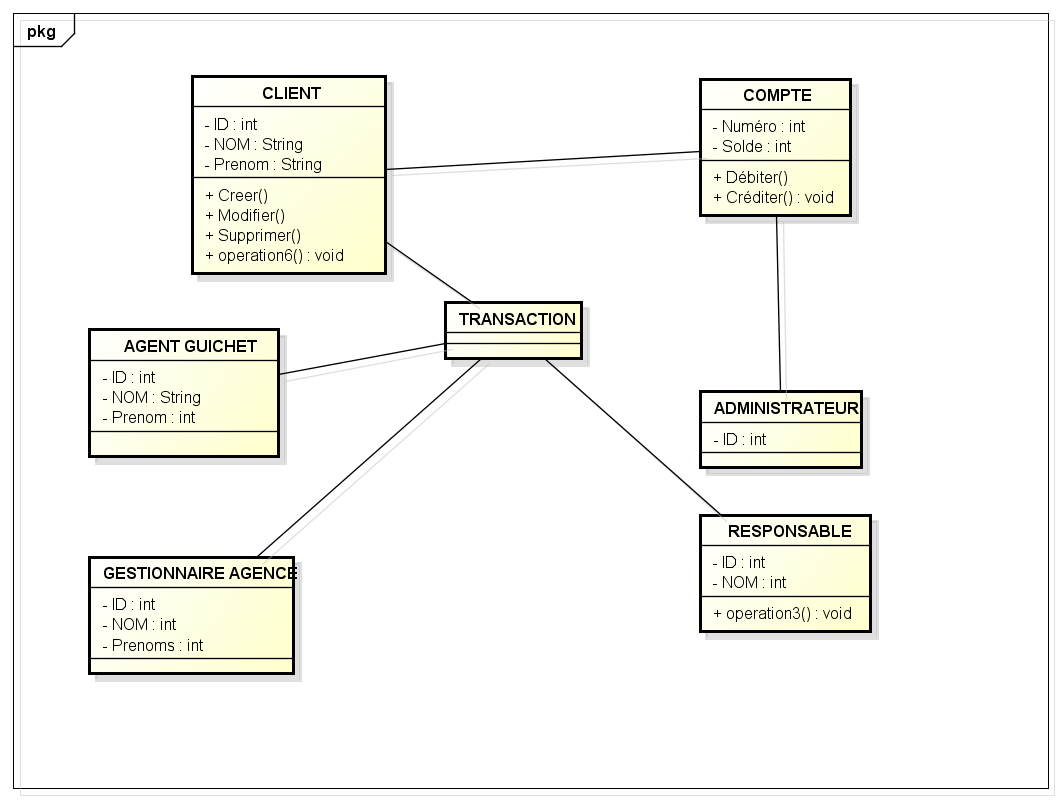 pkg
CLIENT
- ID : int
- NOM : String
- Prenom : String
+ Creer()
+ Modifier()
+ Supprimer()
+ operation6() : void
COMPTE
- Numéro : int
- Solde : int
+ Débiter()
+ Créditer() : void
TRANSACTION
AGENT GUICHET
- ID : int
- NOM : String
- Prenom : int
ADMINISTRATEUR
- ID : int
GESTIONNAIRE AGENCE
- ID : int
- NOM : int
- Prenoms : int
RESPONSABLE
- ID : int
- NOM : int
+ operation3() : void